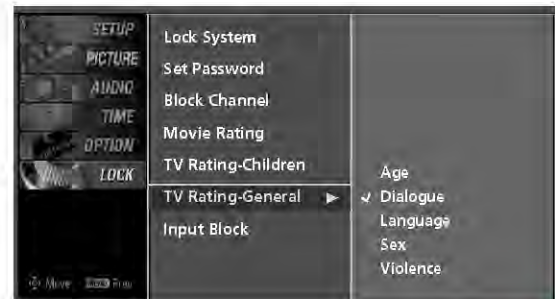 SETUP
PICTURE
AUDIO
TIME
OPTION
LOCK
Lock System
Set Password
Block Channel
Movie Rating
TV Rating-Children
TV Rating-General ▶
Input Block
Age
✓ Dialogue
Language
Sex
Violence
Move